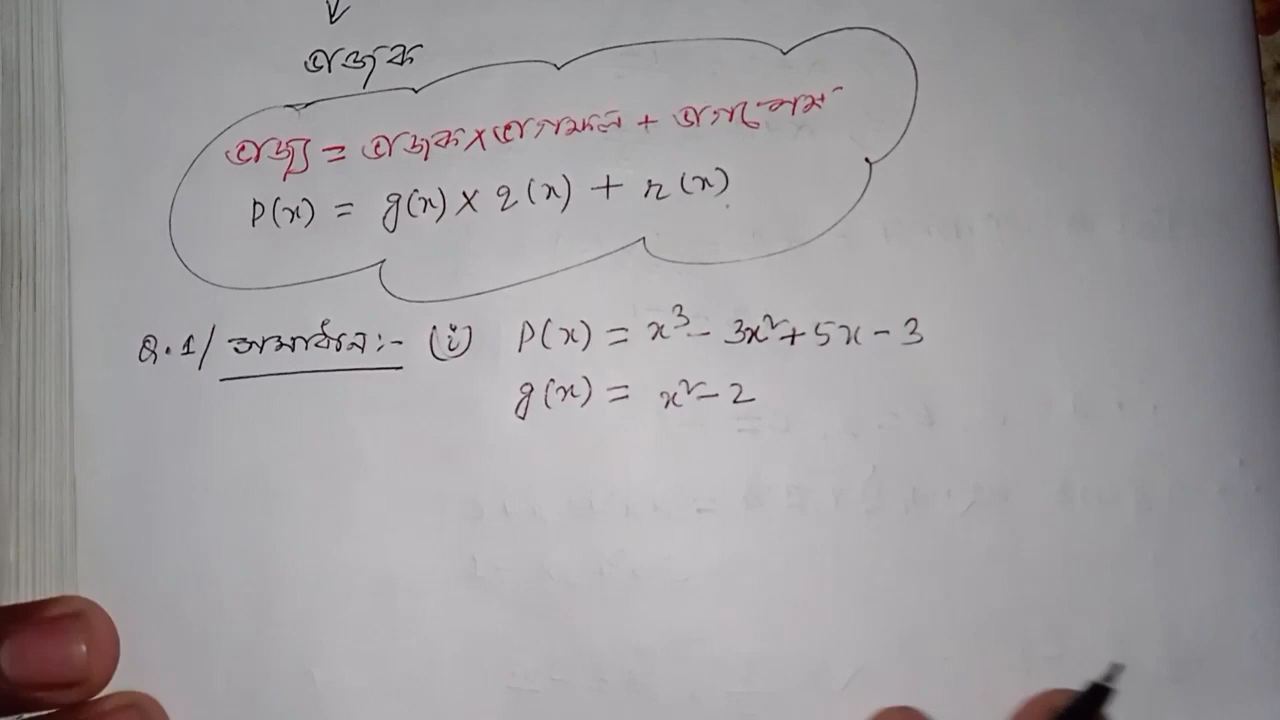 ↓
ভাজক
ভাজ্য = ভাজক × ভাগফল + ভাগশেষ
P(x) = g(x) × q(x) + r(x)
Q.1/ সমাধান :- (i) P(x) = x³ - 3x² + 5x - 3
g(x) = x² - 2